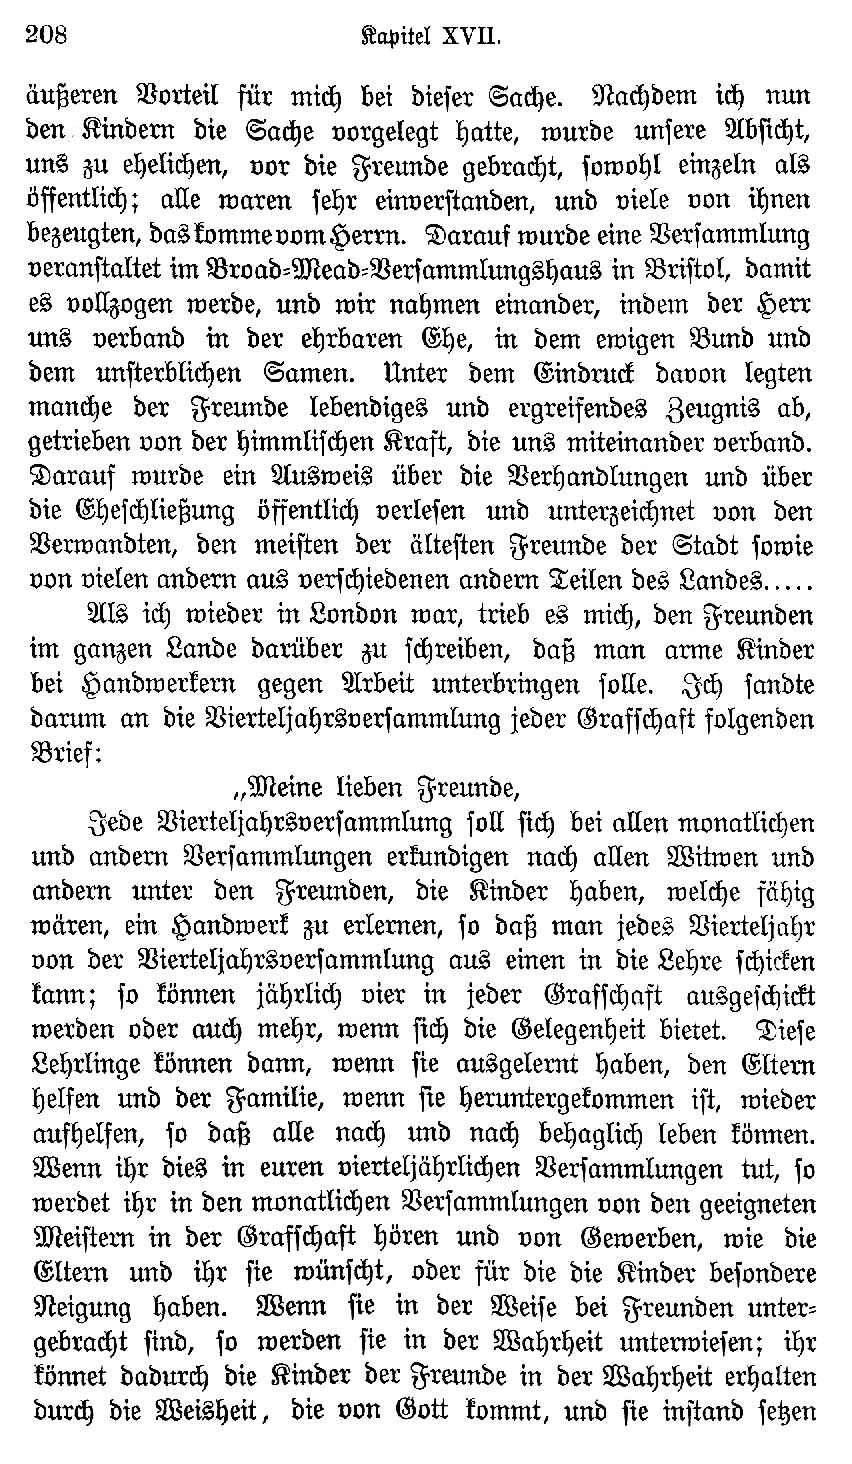 208 Kapitel XVII.
äußeren Vorteil für mich bei dieser Sache. Nachdem ich nun
den Kindern die Sache vorgelegt hatte, wurde unsere Absicht,
uns zu ehelichen, vor die Freunde gebracht, sowohl einzeln als
öffentlich; alle waren sehr einverstanden, und viele von ihnen
bezeugten, das komme vom Herrn. Darauf wurde eine Versammlung
veranstaltet im Broad-Mead-Versammlungshaus in Bristol, damit
es vollzogen werde, und wir nahmen einander, indem der Herr
uns verband in der ehrbaren Ehe, in dem ewigen Bund und
dem unsterblichen Samen. Unter dem Eindruck davon legten
manche der Freunde lebendiges und ergreifendes Zeugnis ab,
getrieben von der himmlischen Kraft, die uns miteinander verband.
Darauf wurde ein Ausweis über die Verhandlungen und über
die Eheschließung öffentlich verlesen und unterzeichnet von den
Verwandten, den meisten der ältesten Freunde der Stadt sowie
von vielen andern aus verschiedenen andern Teilen des Landes.....
Als ich wieder in London war, trieb es mich, den Freunden
im ganzen Lande darüber zu schreiben, daß man arme Kinder
bei Handwerkern gegen Arbeit unterbringen solle. Ich sandte
darum an die Vierteljahrsversammlung jeder Grafschaft folgenden
Brief:
„Meine lieben Freunde,
Jede Vierteljahrsversammlung soll sich bei allen monatlichen
und andern Versammlungen erkundigen nach allen Witwen und
andern unter den Freunden, die Kinder haben, welche fähig
wären, ein Handwerk zu erlernen, so daß man jedes Vierteljahr
von der Vierteljahrsversammlung aus einen in die Lehre schicken
kann; so können jährlich vier in jeder Grafschaft ausgeschickt
werden oder auch mehr, wenn sich die Gelegenheit bietet. Diese
Lehrlinge können dann, wenn sie ausgelernt haben, den Eltern
helfen und der Familie, wenn sie heruntergekommen ist, wieder
aufhelfen, so daß alle nach und nach behaglich leben können.
Wenn ihr dies in euren vierteljährlichen Versammlungen tut, so
werdet ihr in den monatlichen Versammlungen von den geeigneten
Meistern in der Grafschaft hören und von Gewerben, wie die
Eltern und ihr sie wünscht, oder für die die Kinder besondere
Neigung haben. Wenn sie in der Weise bei Freunden unter-
gebracht sind, so werden sie in der Wahrheit unterwiesen; ihr
könnet dadurch die Kinder der Freunde in der Wahrheit erhalten
durch die Weisheit, die von Gott kommt, und sie instand setzen